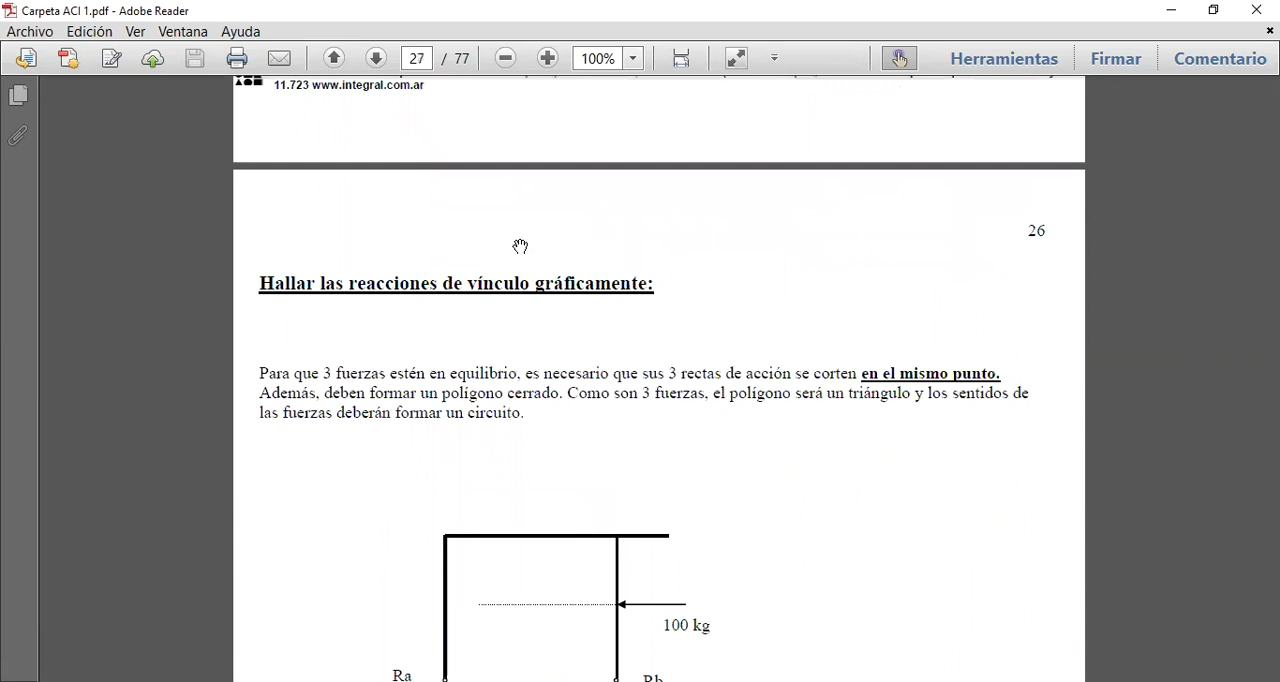 Carpeta ACI 1.pdf - Adobe Reader
Archivo Edición Ver Ventana Ayuda
27 / 77 100% Herramientas Firmar Comentario
11.723 www.integral.com.ar
26
Hallar las reacciones de vínculo gráficamente:
Para que 3 fuerzas estén en equilibrio, es necesario que sus 3 rectas de acción se corten en el mismo punto.
Además, deben formar un polígono cerrado. Como son 3 fuerzas, el polígono será un triángulo y los sentidos de
las fuerzas deberán formar un circuito.
100 kg
Ra Rb